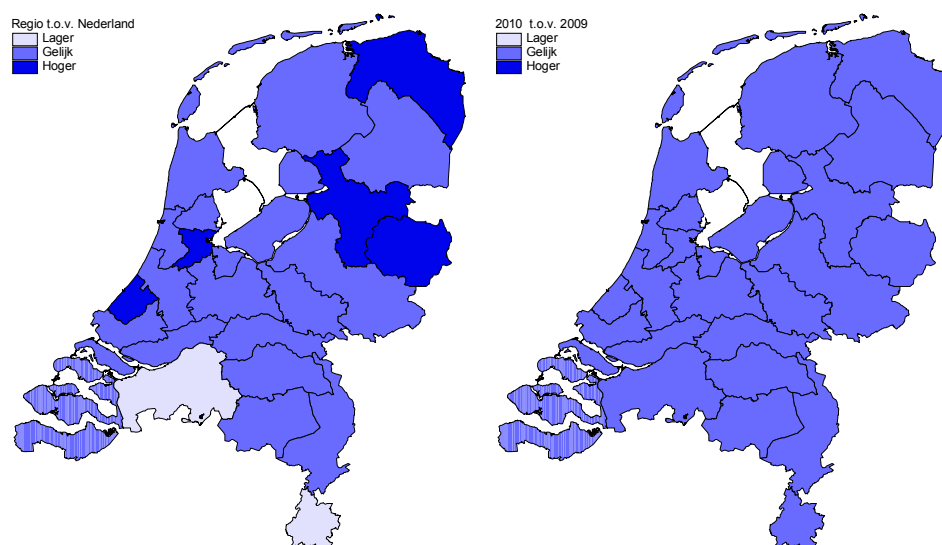 Regio t.o.v. Nederland
Lager
Gelijk
Hoger
2010 t.o.v. 2009
Lager
Gelijk
Hoger